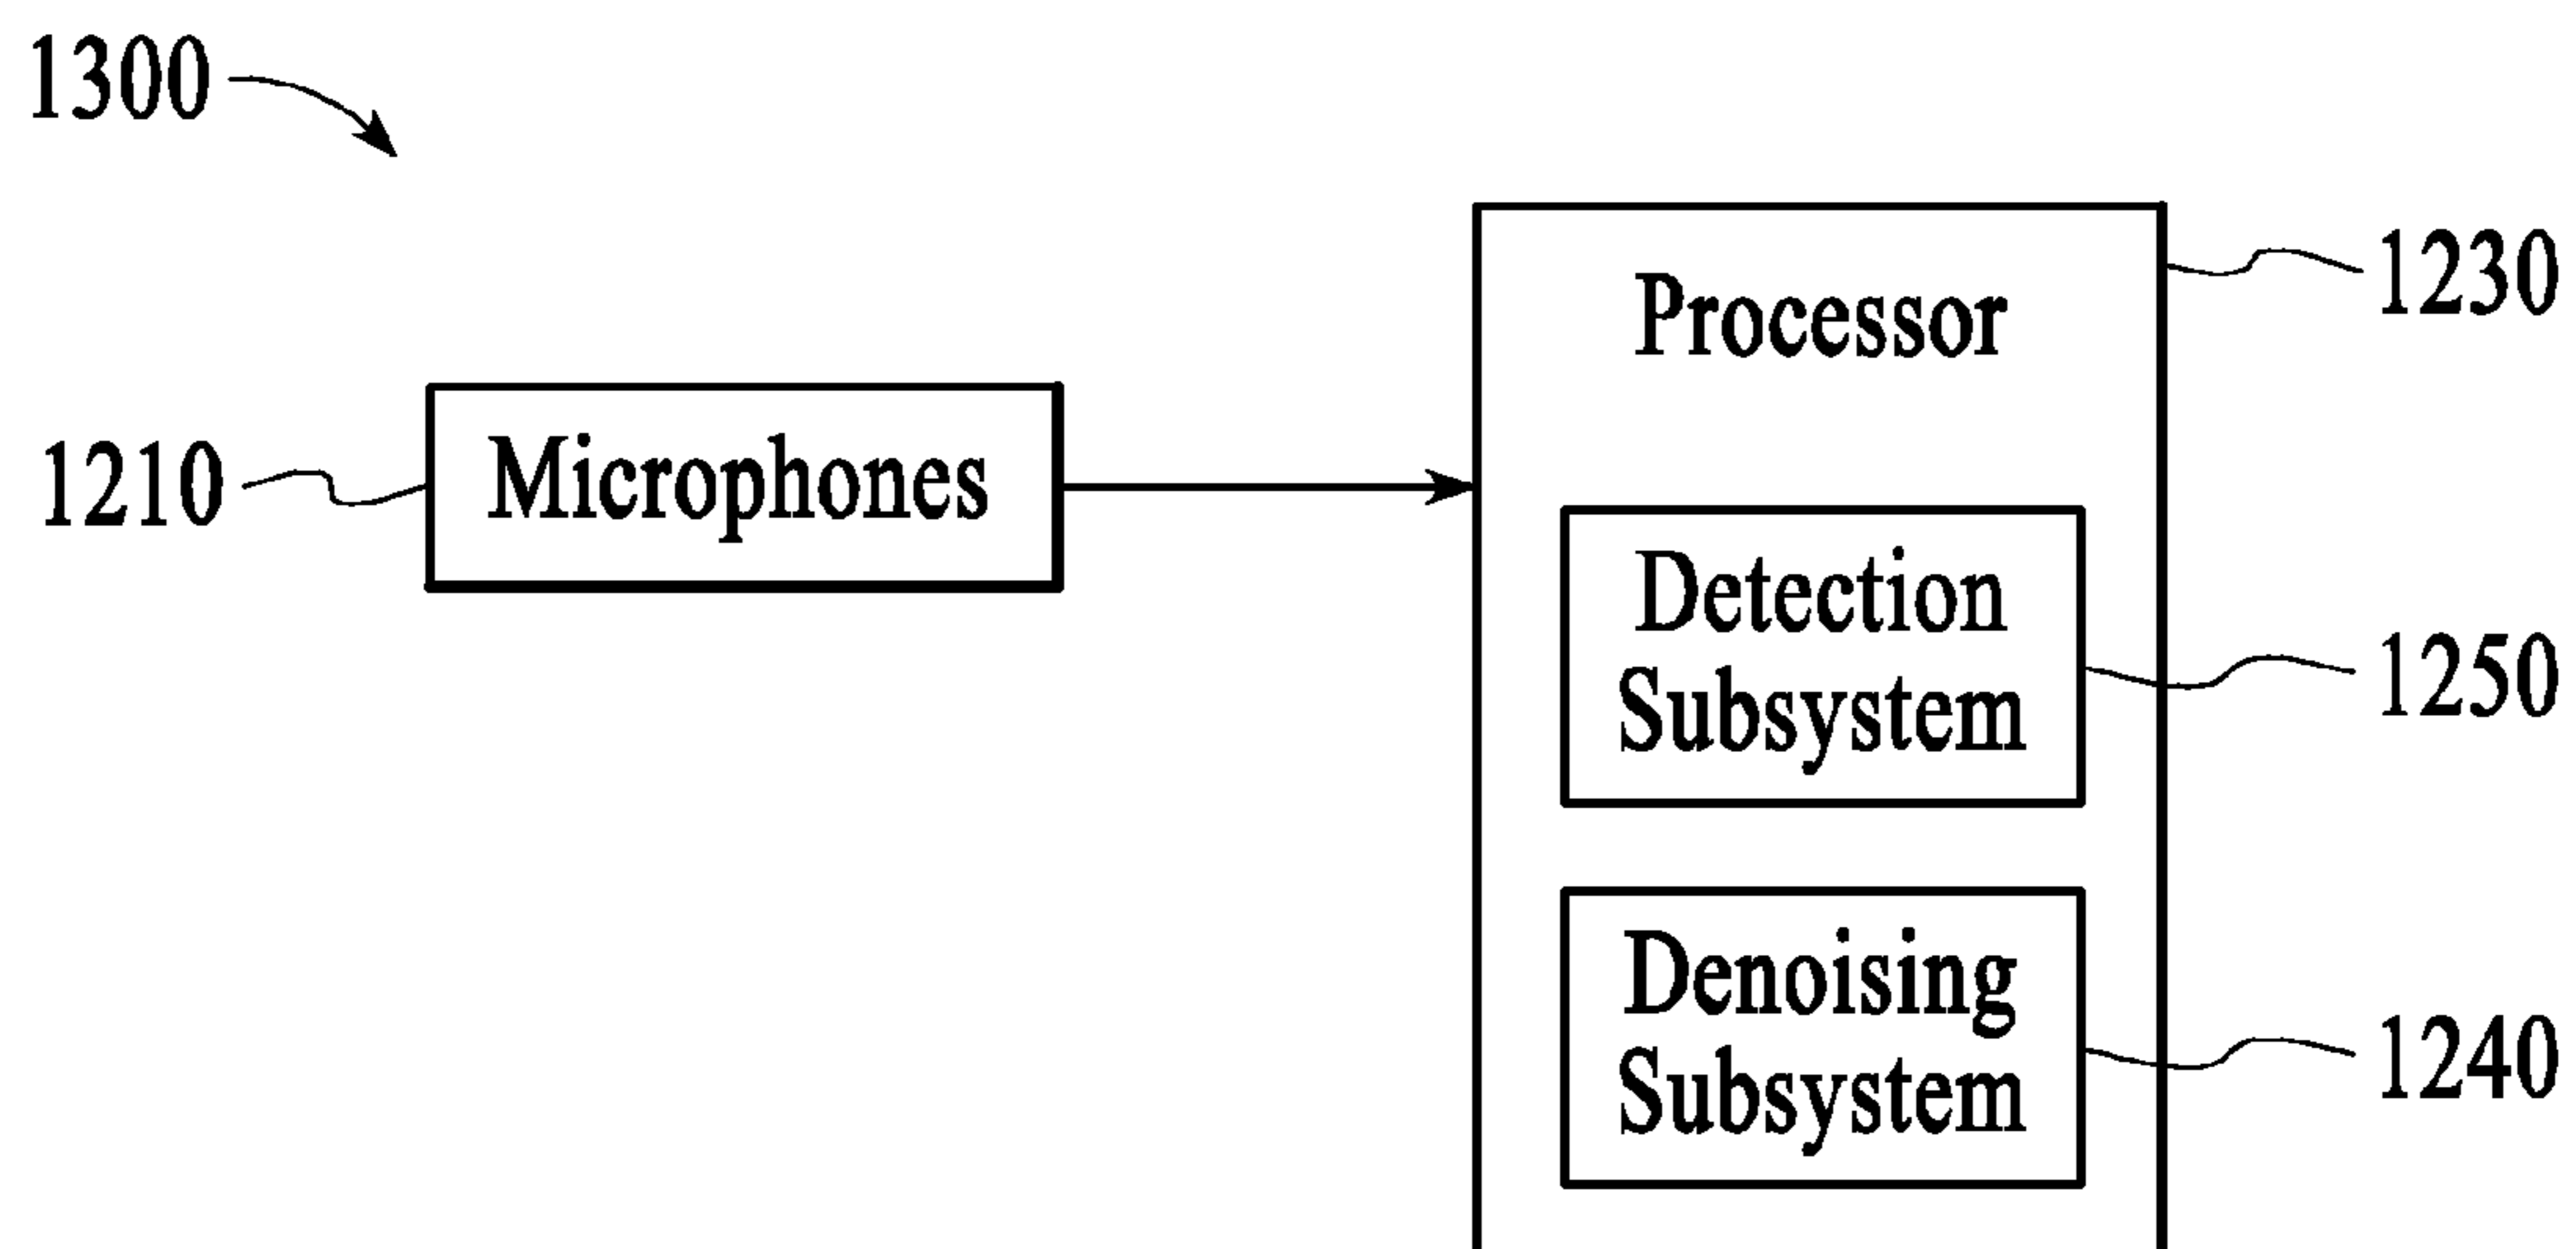 1300
1230
Processor
1210
Microphones
Detection
Subsystem
1250
Denoising
Subsystem
1240